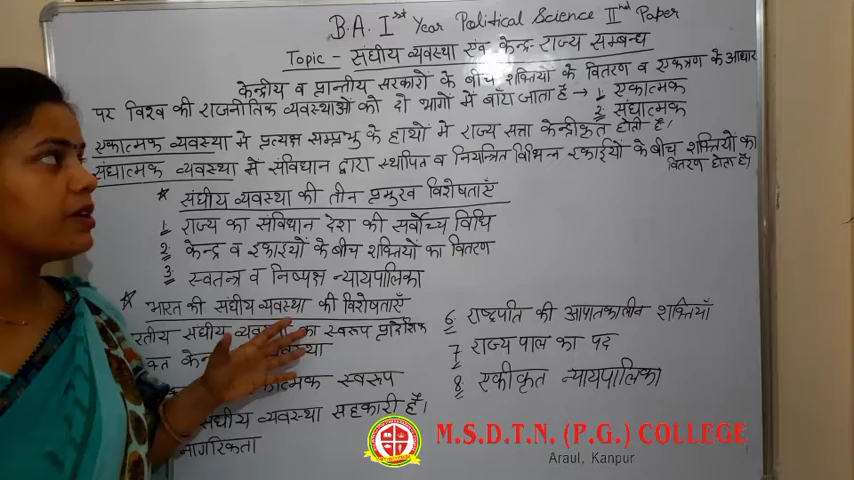 B.A. Ist Year Political Science IInd Paper
Topic - संघीय व्यवस्था एवं केन्द्र-राज्य सम्बन्ध
केन्द्रीय व प्रान्तीय सरकारों के बीच शक्तियों के वितरण व एकत्रण के आधार
पर विश्व की राजनीतिक व्यवस्थाओं को दो भागों में बाँटा जाता है → 1. एकात्मक
2. संघात्मक
एकात्मक व्यवस्था में प्रत्यक्ष सम्प्रभु के हाथों में राज्य सत्ता केन्द्रीकृत होती है।
संघात्मक व्यवस्था में संविधान द्वारा स्थापित व नियन्त्रित विभिन्न इकाईयों के बीच शक्तियों का
वितरण होता है।
* संघीय व्यवस्था की तीन प्रमुख विशेषताएँ
1. राज्य का संविधान देश की सर्वोच्च विधि
2. केन्द्र व इकाइयों के बीच शक्तियों का वितरण
3. स्वतन्त्र व निष्पक्ष न्यायपालिका
* भारत की संघीय व्यवस्था की विशेषताएँ
संघीय व्यवस्था का स्वरूप प्रादेशिक
स्वरूप
संघीय व्यवस्था सहकारी है।
नागरिकता
6. राष्ट्रपति की आपातकालीन शक्तियाँ
7. राज्यपाल का पद
8. एकीकृत न्यायपालिका
M.S.D.T.N. (P.G.) COLLEGE
Araul, Kanpur